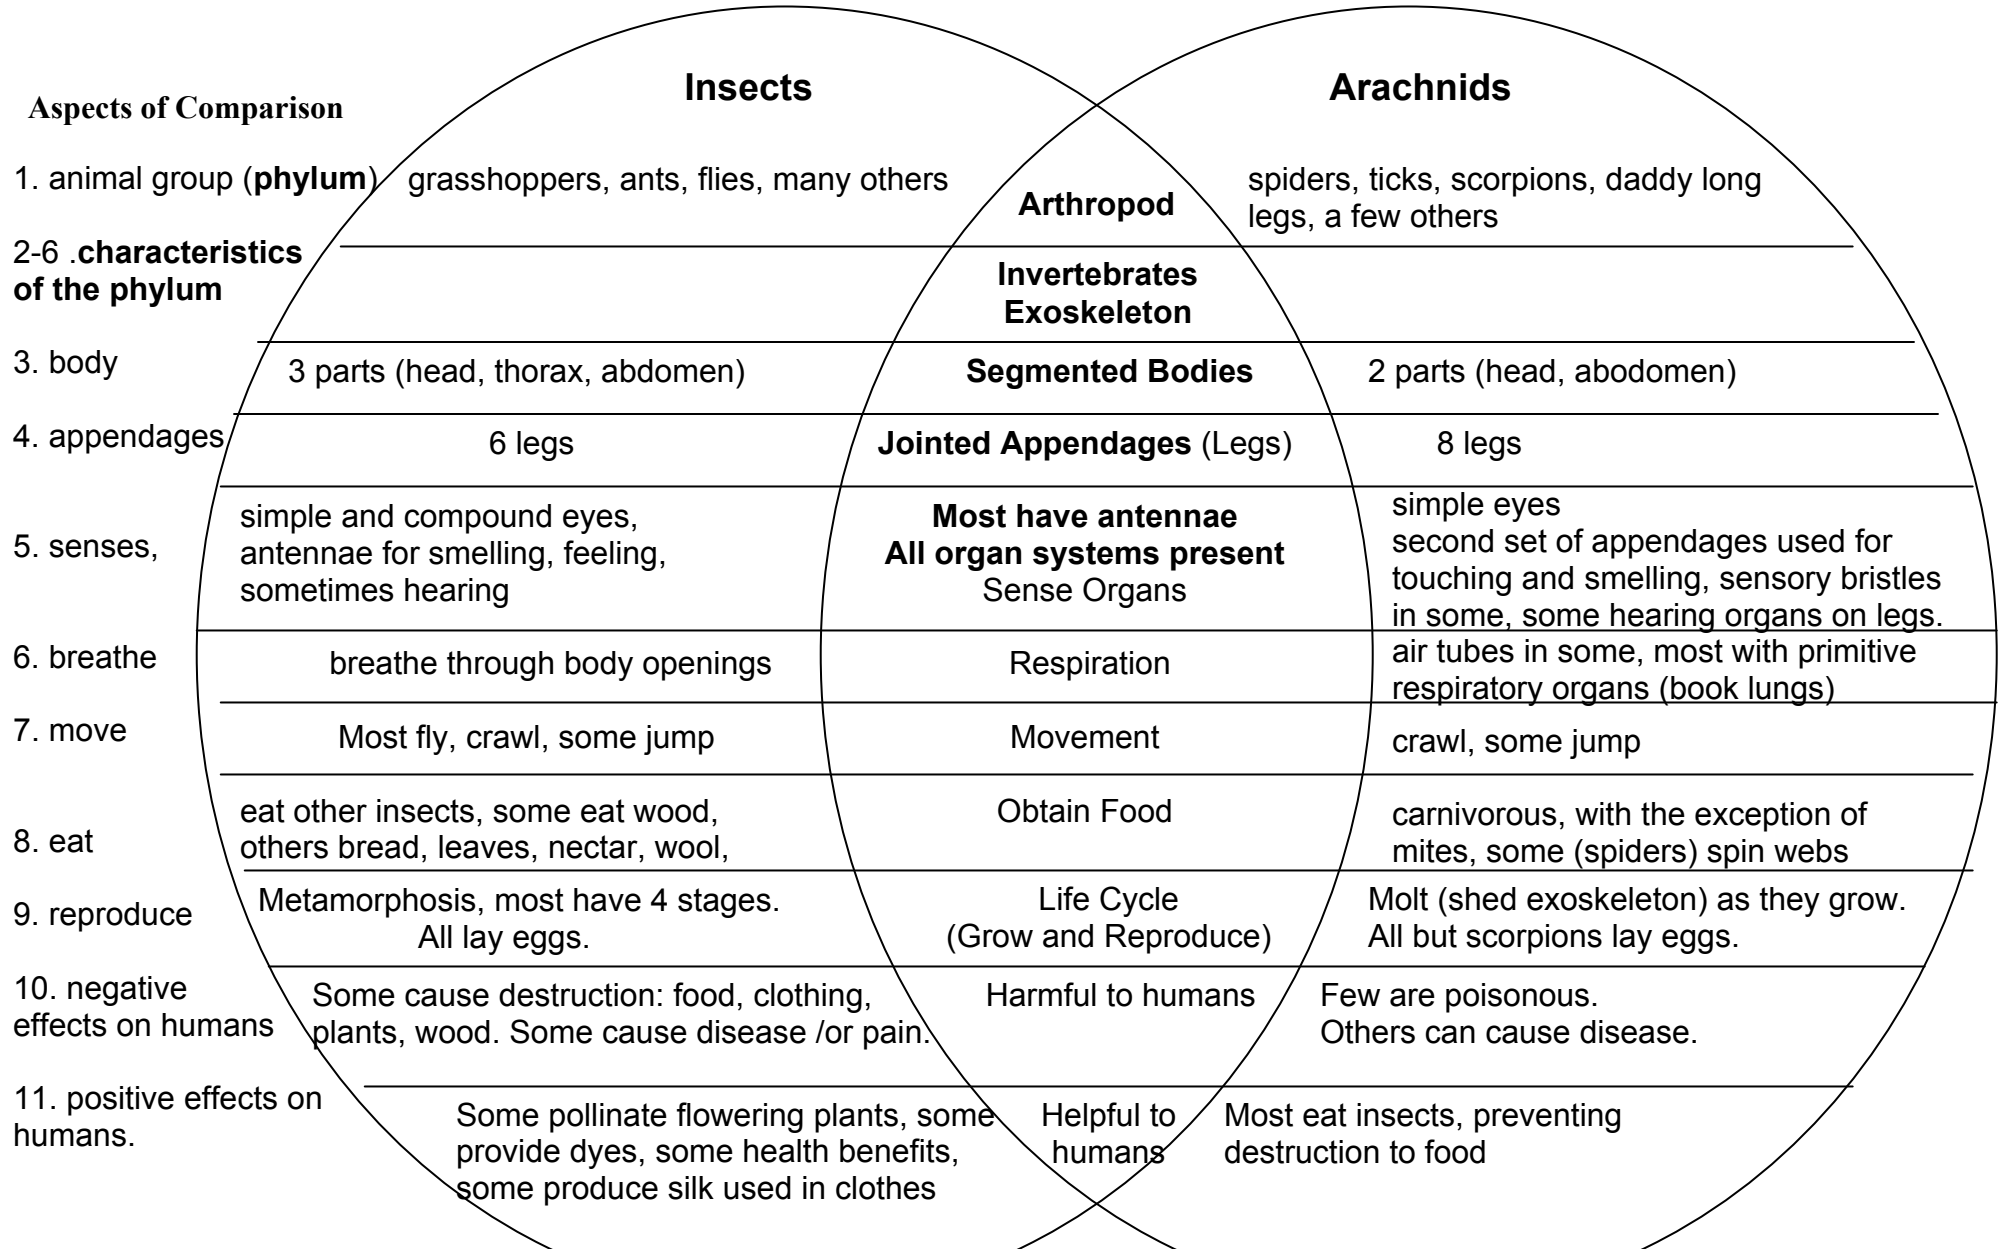 Insects
Arachnids
Aspects of Comparison
1. animal group (phylum)
grasshoppers, ants, flies, many others
Arthropod
spiders, ticks, scorpions, daddy long
legs, a few others
2-6 .characteristics
of the phylum
Invertebrates
Exoskeleton
3. body
3 parts (head, thorax, abdomen)
Segmented Bodies
2 parts (head, abodomen)
4. appendages
6 legs
Jointed Appendages (Legs)
8 legs
5. senses,
simple and compound eyes,
antennae for smelling, feeling,
sometimes hearing
Most have antennae
All organ systems present
Sense Organs
simple eyes
second set of appendages used for
touching and smelling, sensory bristles
in some, some hearing organs on legs.
6. breathe
breathe through body openings
Respiration
air tubes in some, most with primitive
respiratory organs (book lungs)
7. move
Most fly, crawl, some jump
Movement
crawl, some jump
8. eat
eat other insects, some eat wood,
others bread, leaves, nectar, wool,
Obtain Food
carnivorous, with the exception of
mites, some (spiders) spin webs
9. reproduce
Metamorphosis, most have 4 stages.
All lay eggs.
Life Cycle
(Grow and Reproduce)
Molt (shed exoskeleton) as they grow.
All but scorpions lay eggs.
10. negative
effects on humans
Some cause destruction: food, clothing,
plants, wood. Some cause disease /or pain.
Harmful to humans
Few are poisonous.
Others can cause disease.
11. positive effects on
humans.
Some pollinate flowering plants, some
provide dyes, some health benefits,
some produce silk used in clothes
Helpful to
humans
Most eat insects, preventing
destruction to food